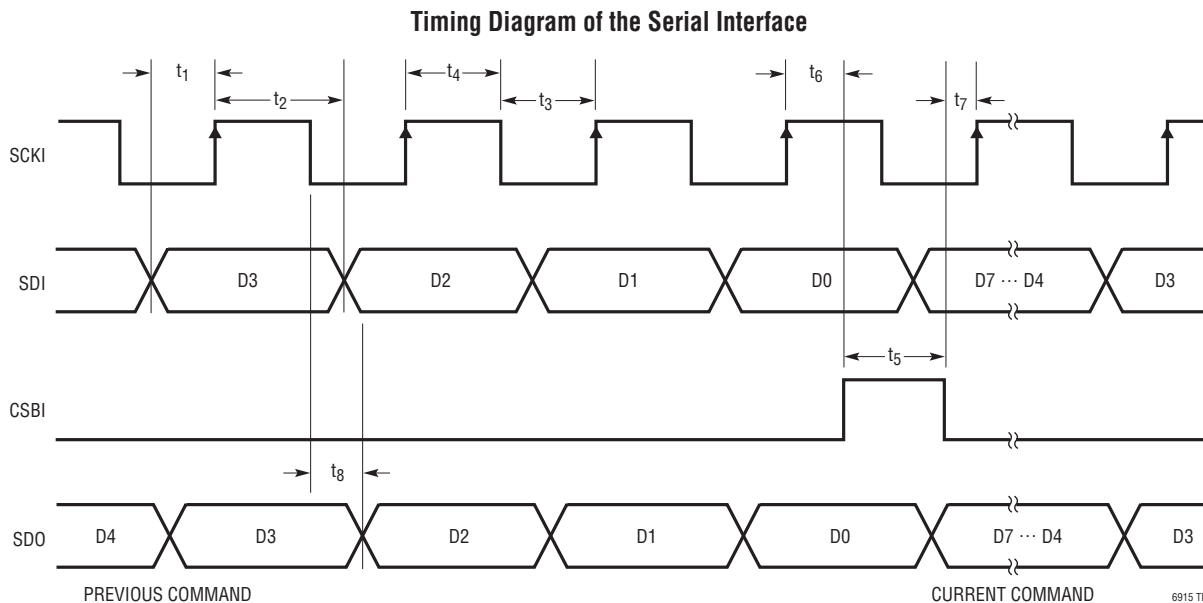 Timing Diagram of the Serial Interface
t1 t4 t6
t2 t3 t7
SCKI
SDI D3 D2 D1 D0 D7 ··· D4 D3
t5
CSBI
t8
SDO D4 D3 D2 D1 D0 D7 ··· D4 D3
PREVIOUS COMMAND CURRENT COMMAND